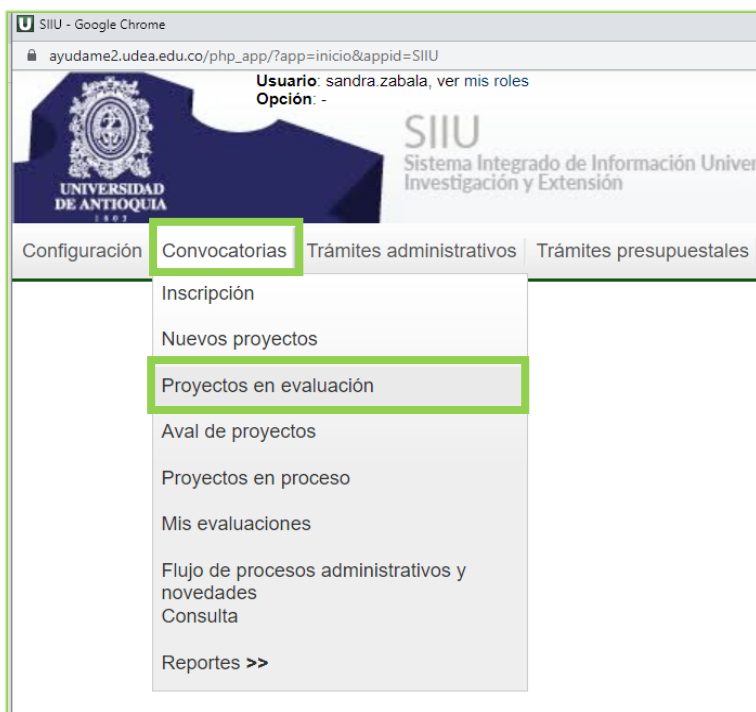 SIIU - Google Chrome
ayudame2.udea.edu.co/php_app/?app=inicio&appid=SIIU
Usuario: sandra.zabala, ver mis roles
Opción: -
SIIU
Sistema Integrado de Información Univer
Investigación y Extensión
UNIVERSIDAD
DE ANTIOQUIA
1803
Configuración Convocatorias Trámites administrativos Trámites presupuestales
Inscripción
Nuevos proyectos
Proyectos en evaluación
Aval de proyectos
Proyectos en proceso
Mis evaluaciones
Flujo de procesos administrativos y
novedades
Consulta
Reportes >>